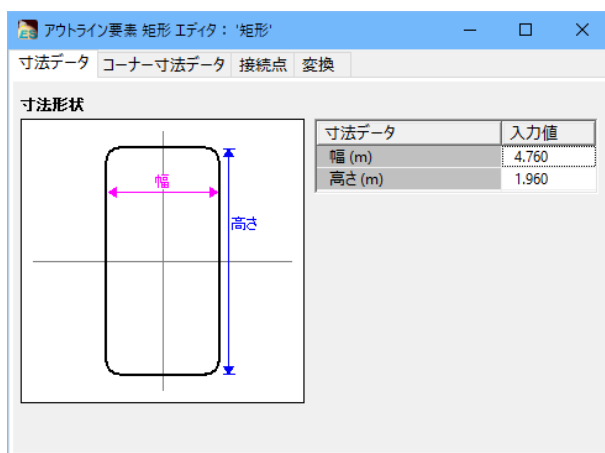 アウトライン要素 矩形 エディタ： '矩形'
寸法データ コーナー寸法データ 接続点 変換
寸法形状
寸法データ 入力値
幅 (m) 4.760
高さ (m) 1.960
幅
高さ